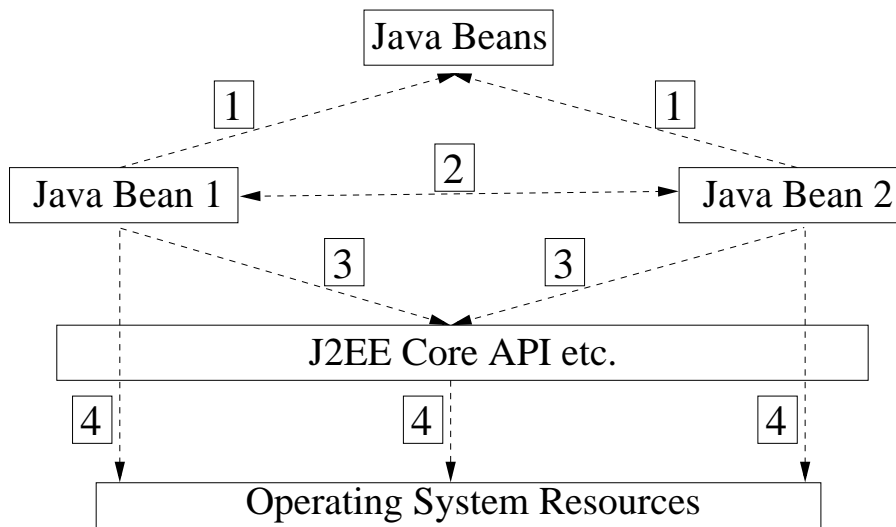 Java Beans
1
1
2
Java Bean 1
Java Bean 2
3
3
J2EE Core API etc.
4
4
4
Operating System Resources